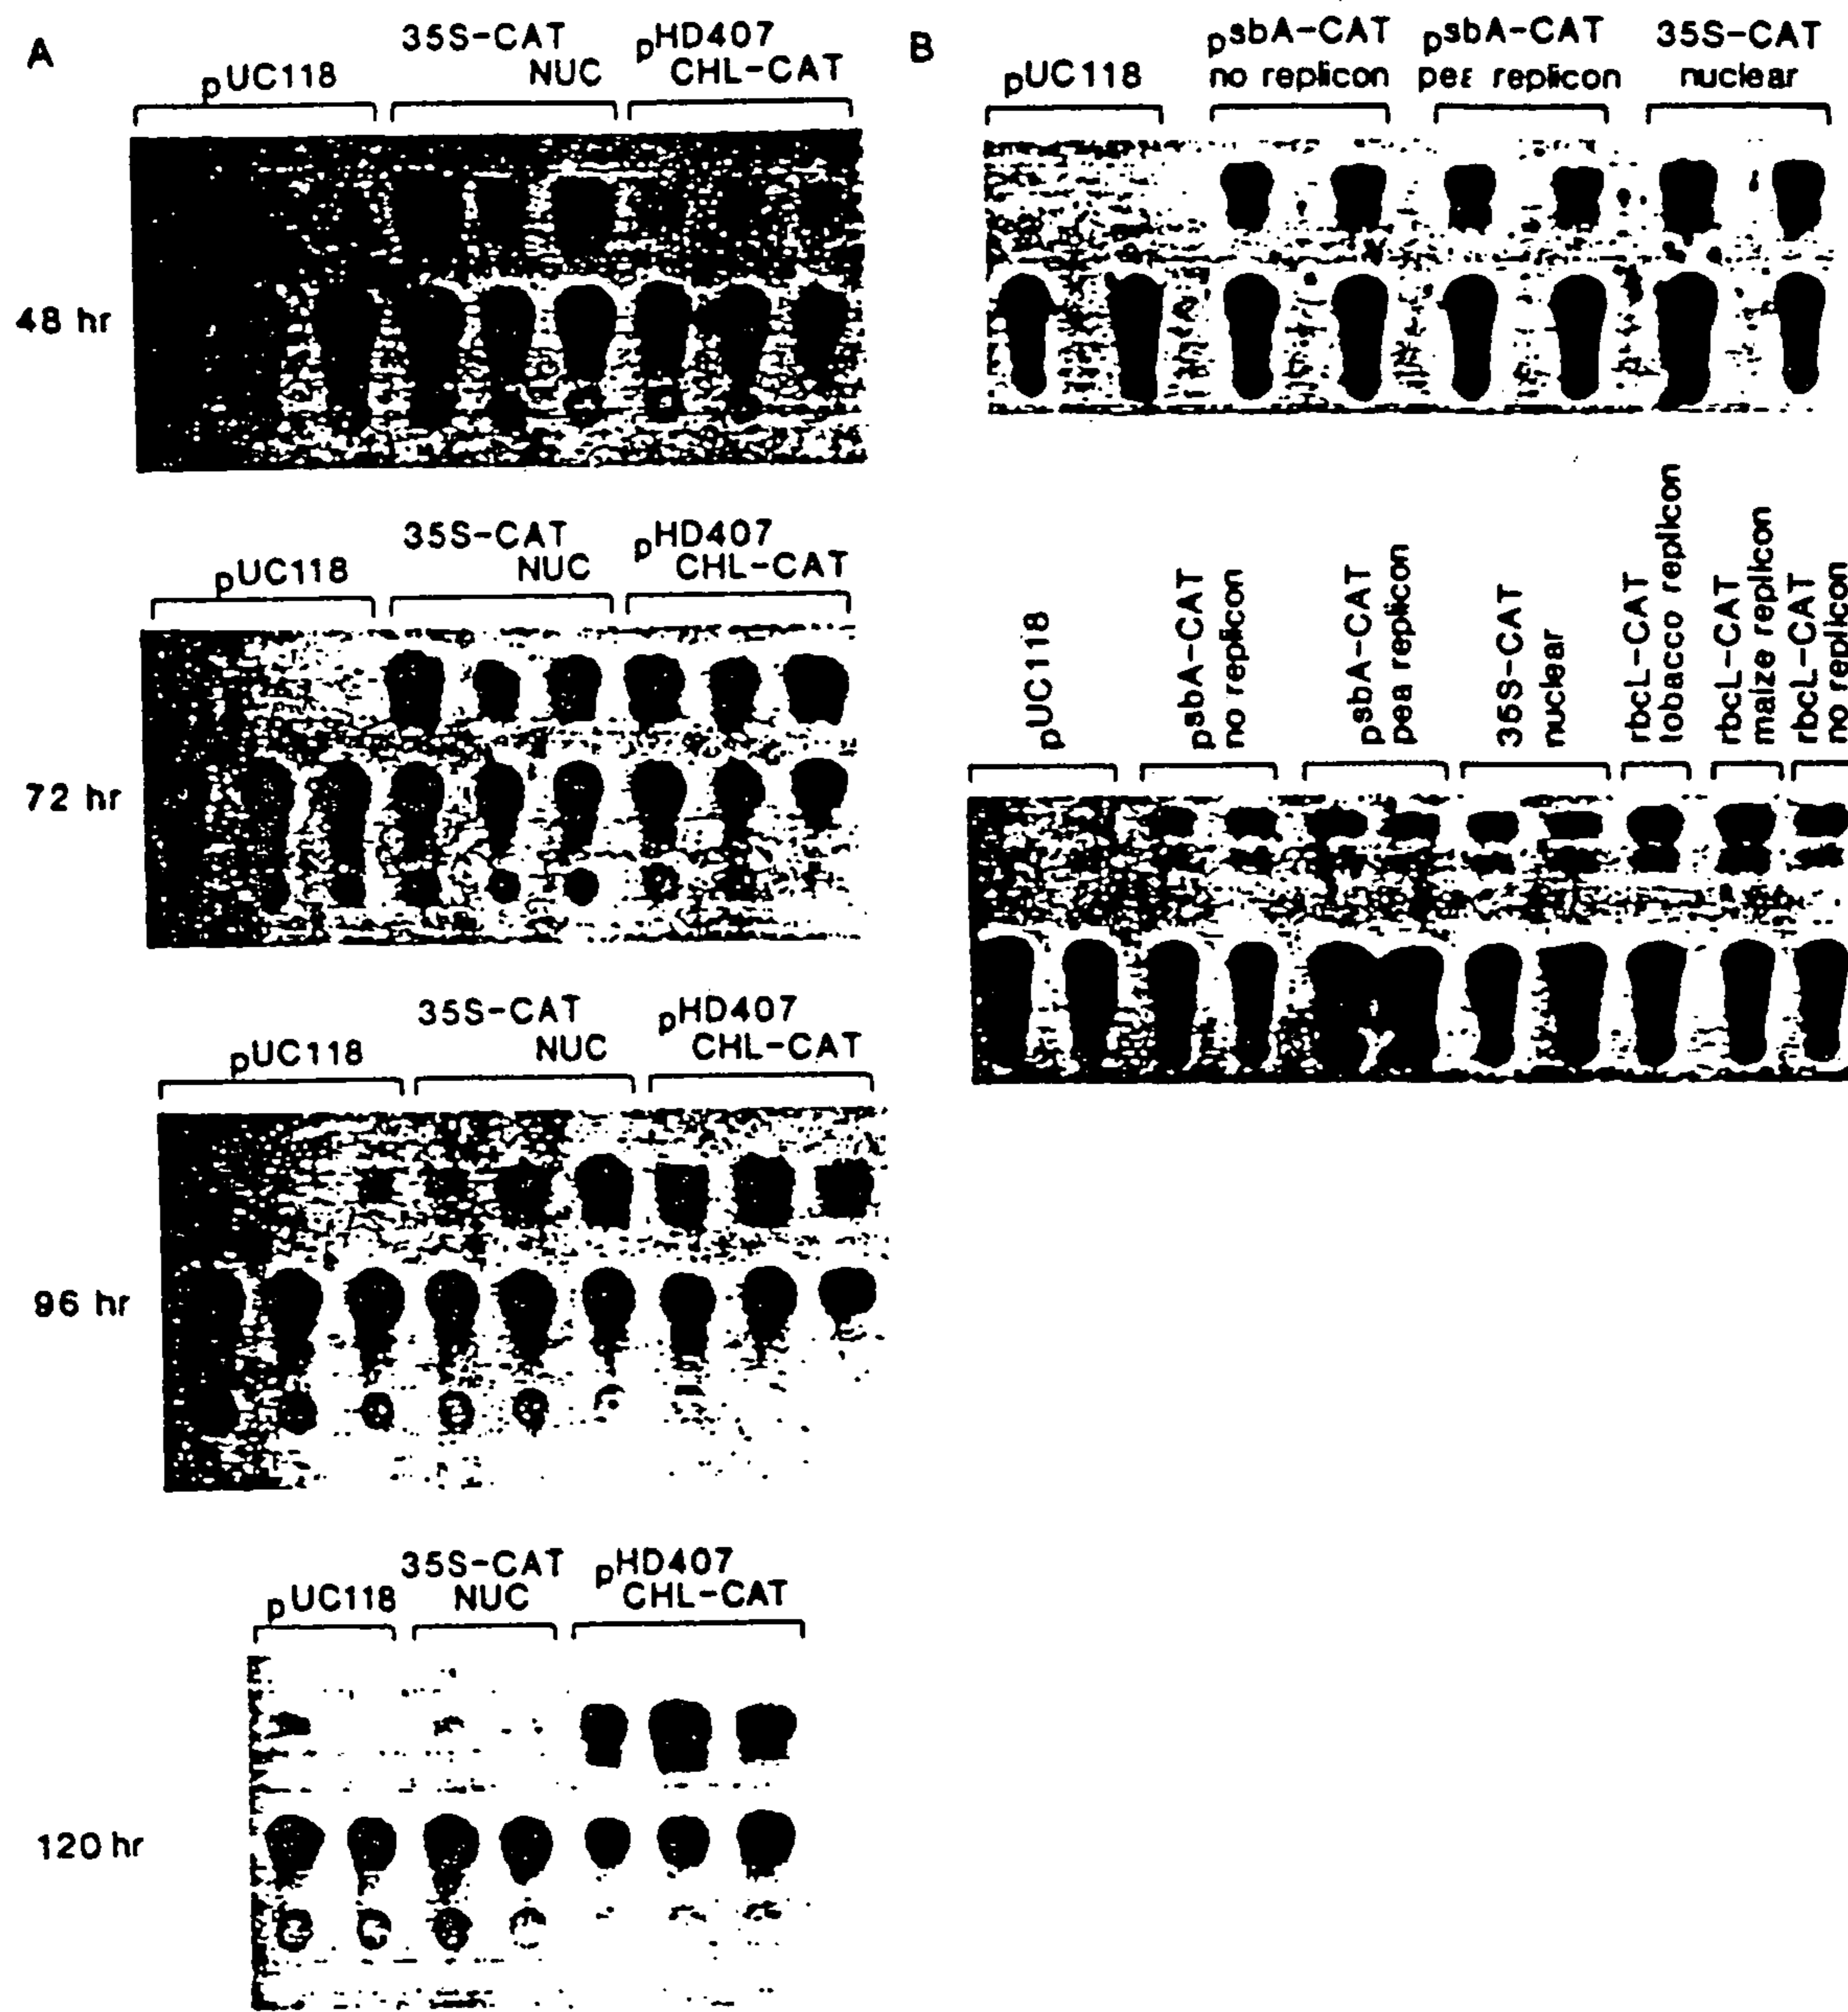 A
35S-CAT
NUC
pHD407
CHL-CAT
pUC118
48 hr
35S-CAT
NUC
pHD407
CHL-CAT
pUC118
72 hr
35S-CAT
NUC
pHD407
CHL-CAT
pUC118
96 hr
35S-CAT
NUC
pHD407
CHL-CAT
pUC118
120 hr
B
pUC118
psbA-CAT
no replicon
psbA-CAT
pea replicon
35S-CAT
nuclear
pUC118
psbA-CAT
no replicon
psbA-CAT
pea replicon
35S-CAT
nuclear
rbcL-CAT
tobacco replicon
rbcL-CAT
maize replicon
rbcL-CAT
no replicon